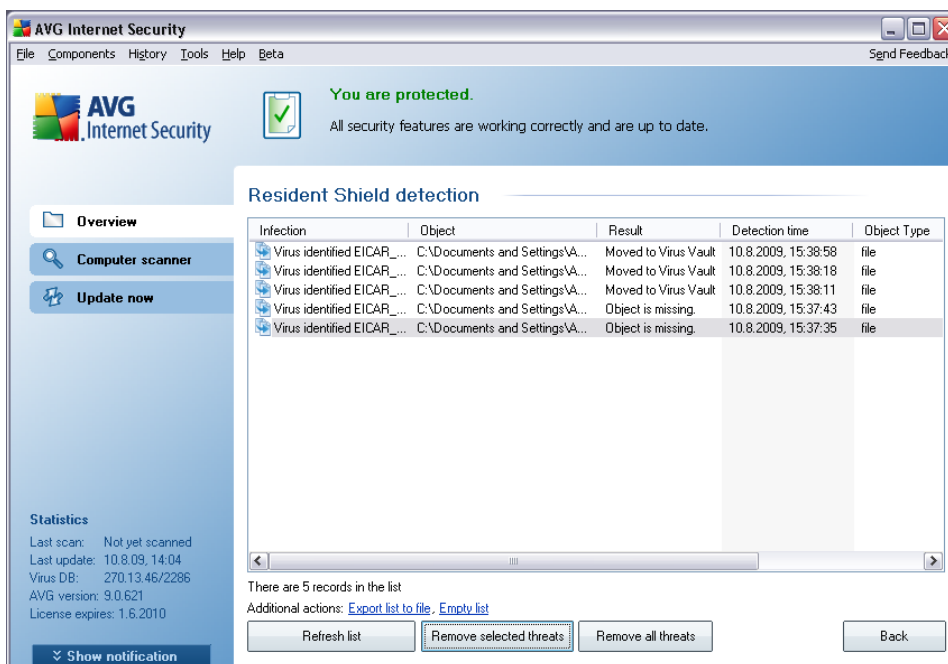 AVG Internet Security
File Components History Tools Help Beta Send Feedback
AVG
Internet Security
You are protected.
All security features are working correctly and are up to date.
Overview
Computer scanner
Update now
Resident Shield detection
Infection Object Result Detection time Object Type
Virus identified EICAR_... C:\Documents and Settings\A... Moved to Virus Vault 10.8.2009, 15:38:58 file
Virus identified EICAR_... C:\Documents and Settings\A... Moved to Virus Vault 10.8.2009, 15:38:18 file
Virus identified EICAR_... C:\Documents and Settings\A... Moved to Virus Vault 10.8.2009, 15:38:11 file
Virus identified EICAR_... C:\Documents and Settings\A... Object is missing. 10.8.2009, 15:37:43 file
Virus identified EICAR_... C:\Documents and Settings\A... Object is missing. 10.8.2009, 15:37:35 file
Statistics
Last scan: Not yet scanned
Last update: 10.8.09, 14:04
Virus DB: 270.13.46/2286
AVG version: 9.0.621
License expires: 1.6.2010
Show notification
There are 5 records in the list
Additional actions: Export list to file, Empty list
Refresh list Remove selected threats Remove all threats Back